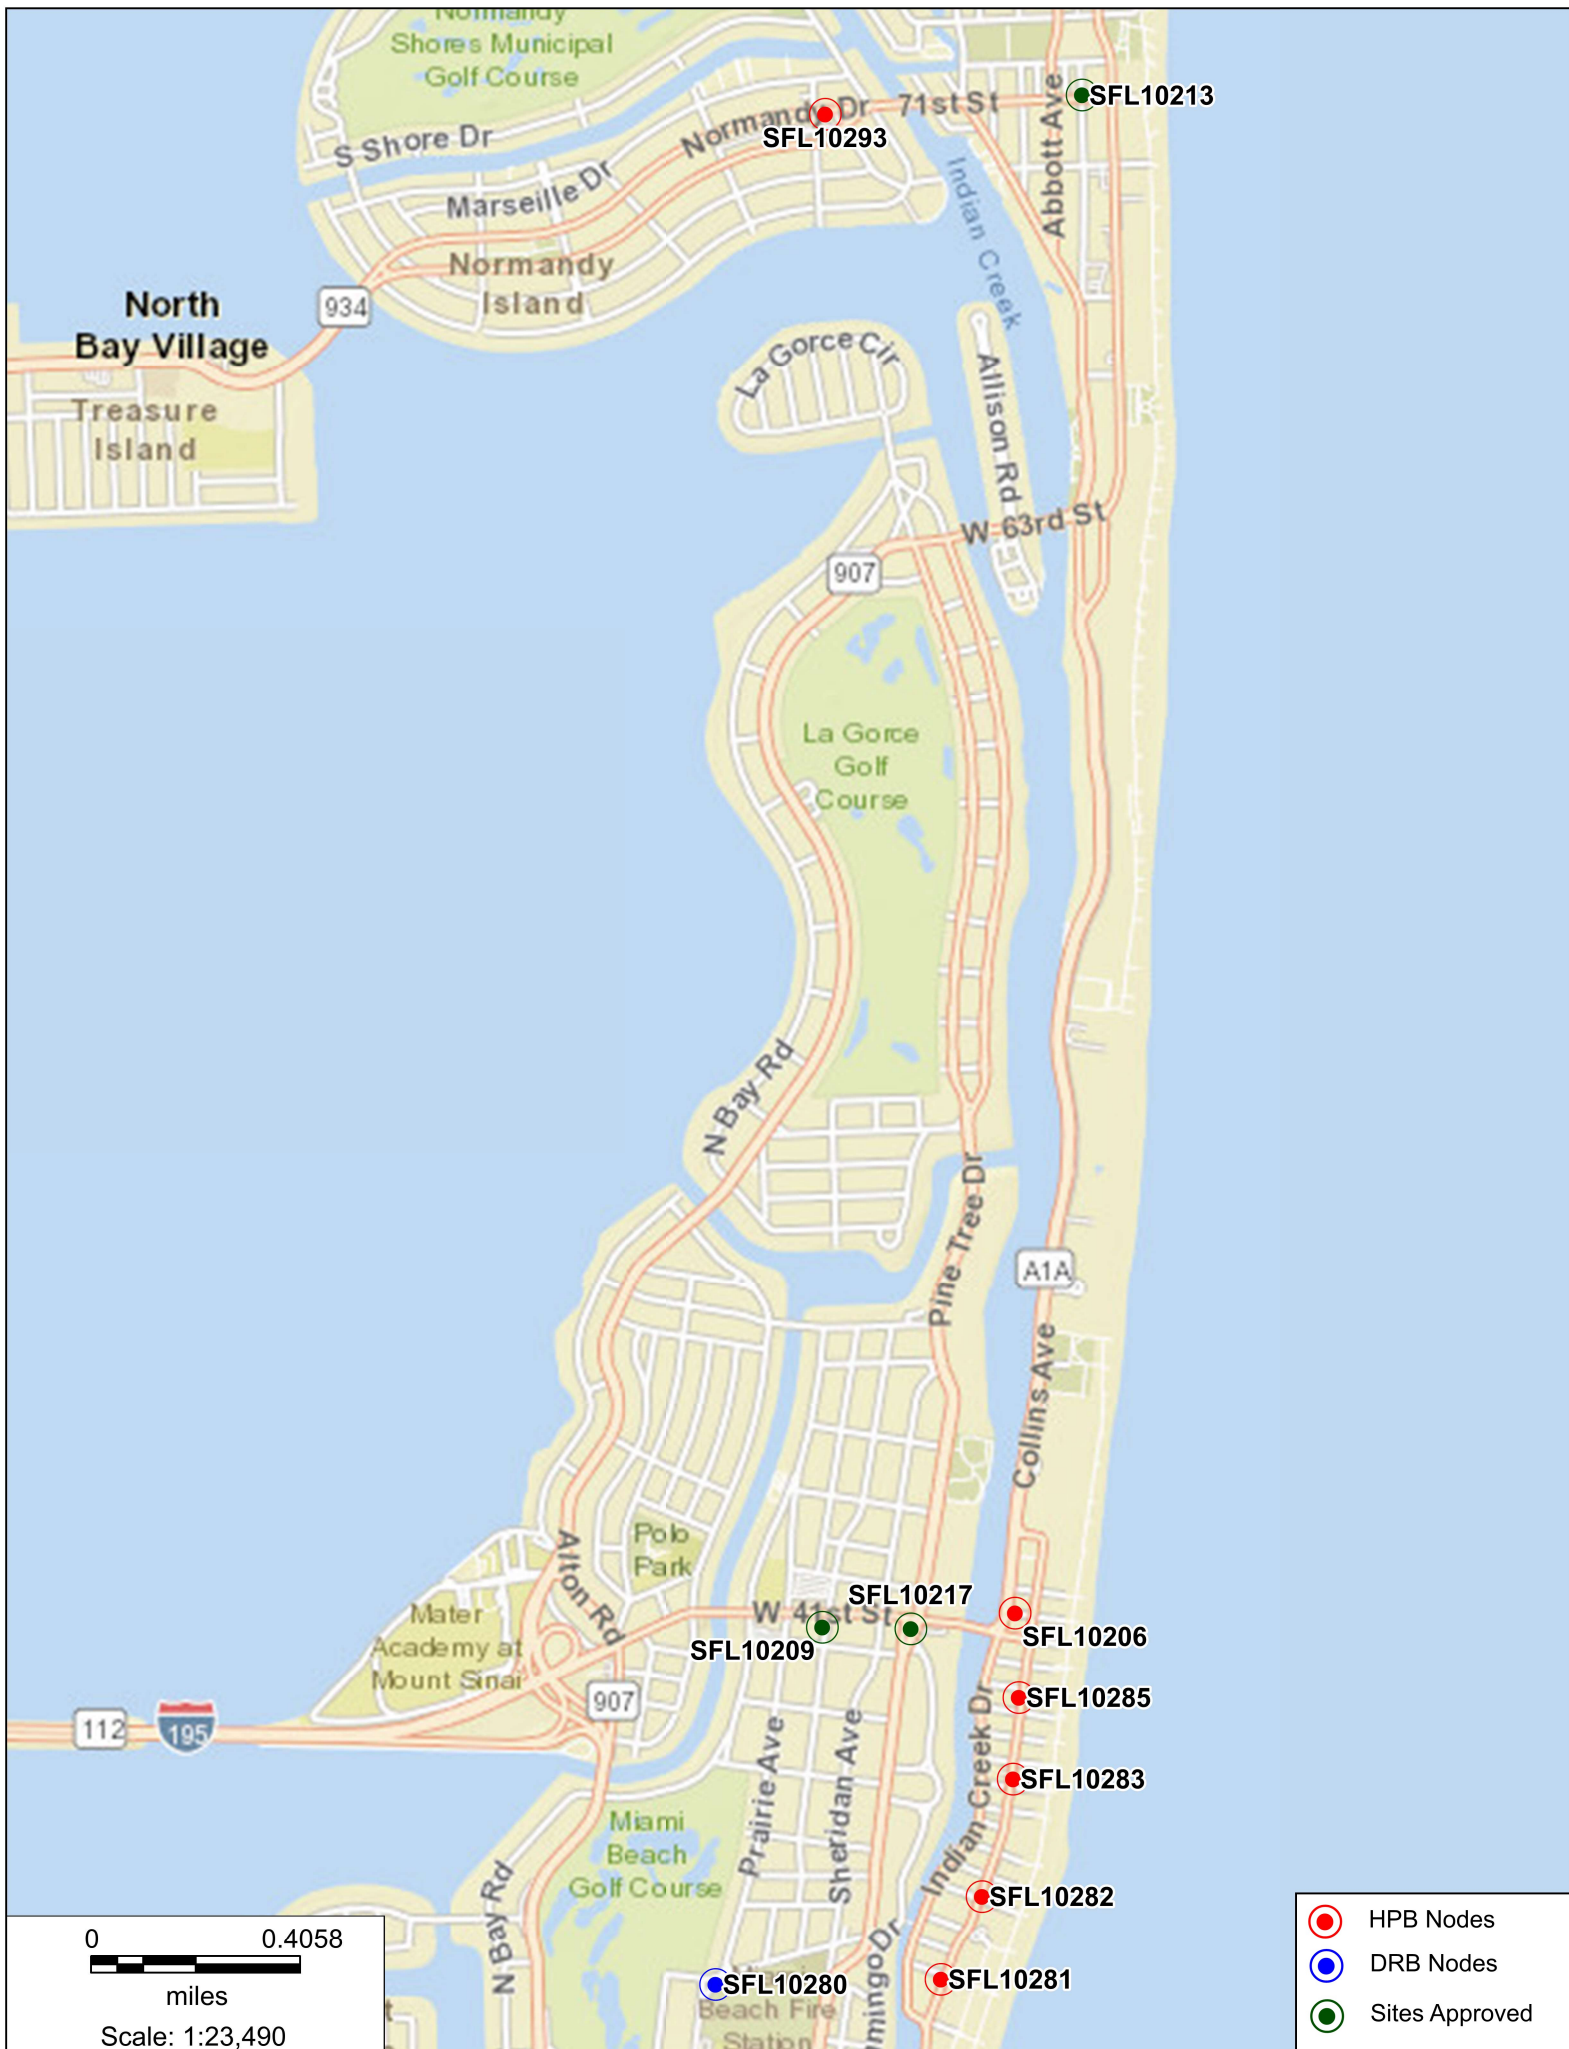 Normandy
Shores Municipal
Golf Course
SFL10213
Normandy Dr
71st St
SFL10293
S Shore Dr
Abbott Ave
Marseille Dr
Indian Creek
Normandy
Island
North
Bay Village
934
La Gorce Cir
Allison Rd
Treasure
Island
W 63rd St
907
La Gorce
Golf
Course
N Bay Rd
Pine Tree Dr
A1A
Collins Ave
Polo
Park
Alton Rd
SFL10217
W 41st St
Mater
Academy at
Mount Sinai
SFL10209
SFL10206
907
SFL10285
112
195
Indian Creek Dr
SFL10283
Prairie Ave
Sheridan Ave
Miami
Beach
Golf Course
N Bay Rd
SFL10282
SFL10280
SFL10281
mingo Dr
Beach Fire
Station
0 0.4058
miles
Scale: 1:23,490
HPB Nodes
DRB Nodes
Sites Approved